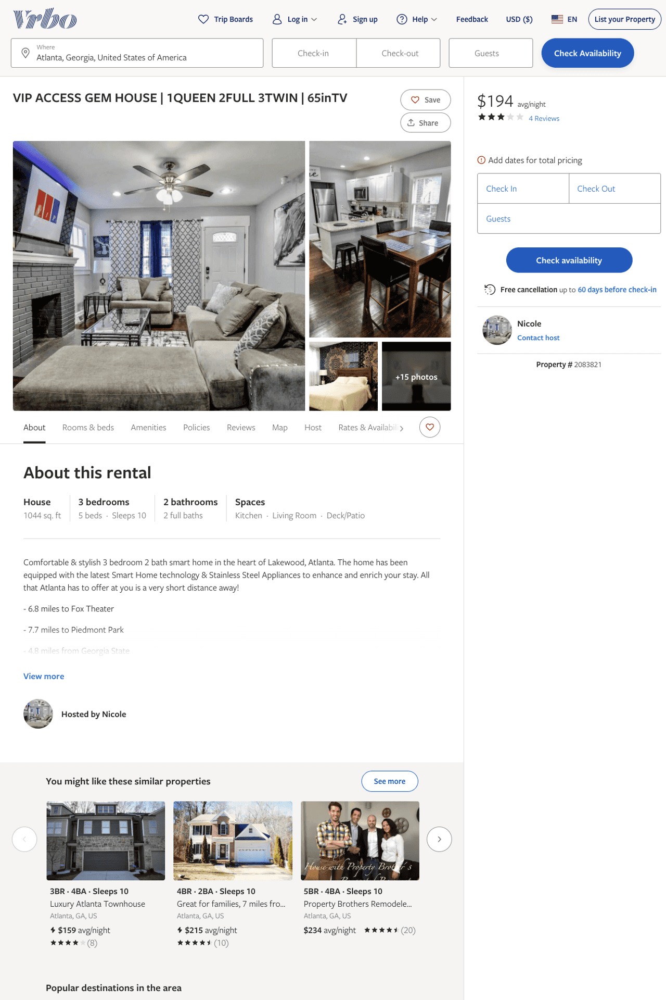 Vrbo
Trip Boards
Log in
Sign up
Help
Feedback
USD ($)
EN
List your Property
Where
Atlanta, Georgia, United States of America
Check-in
Check-out
Guests
Check Availability
VIP ACCESS GEM HOUSE | 1QUEEN 2FULL 3TWIN | 65inTV
Save
Share
$194 avg/night
4 Reviews
Add dates for total pricing
Check In
Check Out
Guests
Check availability
Free cancellation up to 60 days before check-in
Nicole
Contact host
Property # 2083821
VIP
+15 photos
About
Rooms & beds
Amenities
Policies
Reviews
Map
Host
Rates & Availabili
About this rental
House
1044 sq. ft
3 bedrooms
5 beds · Sleeps 10
2 bathrooms
2 full baths
Spaces
Kitchen · Living Room · Deck/Patio
Comfortable & stylish 3 bedroom 2 bath smart home in the heart of Lakewood, Atlanta. The home has been
equipped with the latest Smart Home technology & Stainless Steel Appliances to enhance and enrich your stay. All
that Atlanta has to offer at you is a very short distance away!
- 6.8 miles to Fox Theater
- 7.7 miles to Piedmont Park
- 4.8 miles from Georgia State
View more
Hosted by Nicole
You might like these similar properties
See more
House with Property Brother's
3BR · 4BA · Sleeps 10
Luxury Atlanta Townhouse
Atlanta, GA, US
$159 avg/night
(8)
4BR · 2BA · Sleeps 10
Great for families, 7 miles fro...
Atlanta, GA, US
$215 avg/night
(10)
5BR · 4BA · Sleeps 10
Property Brothers Remodele...
Atlanta, GA, US
$234 avg/night
(20)
Popular destinations in the area